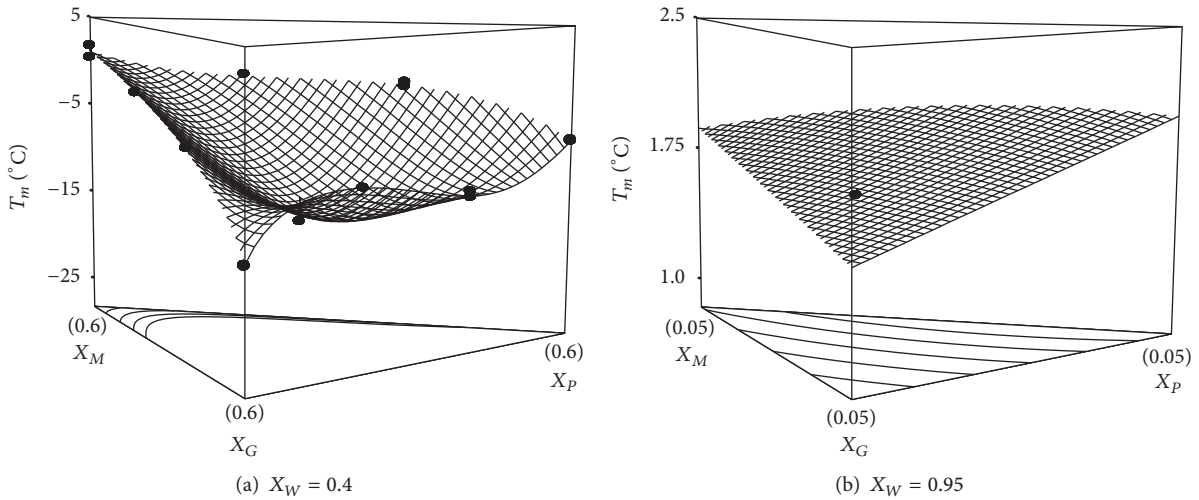 5
−5
−15
−25
T_m (°C)
(0.6)
X_M
(0.6)
X_G
(0.6)
X_P
(a) X_W = 0.4
2.5
1.75
1.0
T_m (°C)
(0.05)
X_M
(0.05)
X_G
(0.05)
X_P
(b) X_W = 0.95